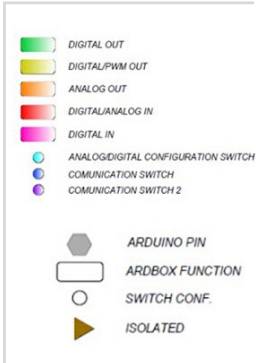 DIGITAL OUT
DIGITAL/PWM OUT
ANALOG OUT
DIGITAL/ANALOG IN
DIGITAL IN
ANALOG/DIGITAL CONFIGURATION SWITCH
COMUNICATION SWITCH
COMUNICATION SWITCH 2
ARDUINO PIN
ARDBOX FUNCTION
SWITCH CONF.
ISOLATED